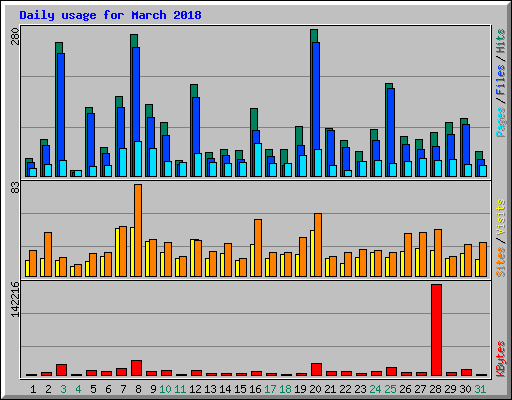 Daily usage for March 2018
280
Pages / Files / Hits
83
Sites / Visits
142216
KBytes
1 2 3 4 5 6 7 8 9 10 11 12 13 14 15 16 17 18 19 20 21 22 23 24 25 26 27 28 29 30 31